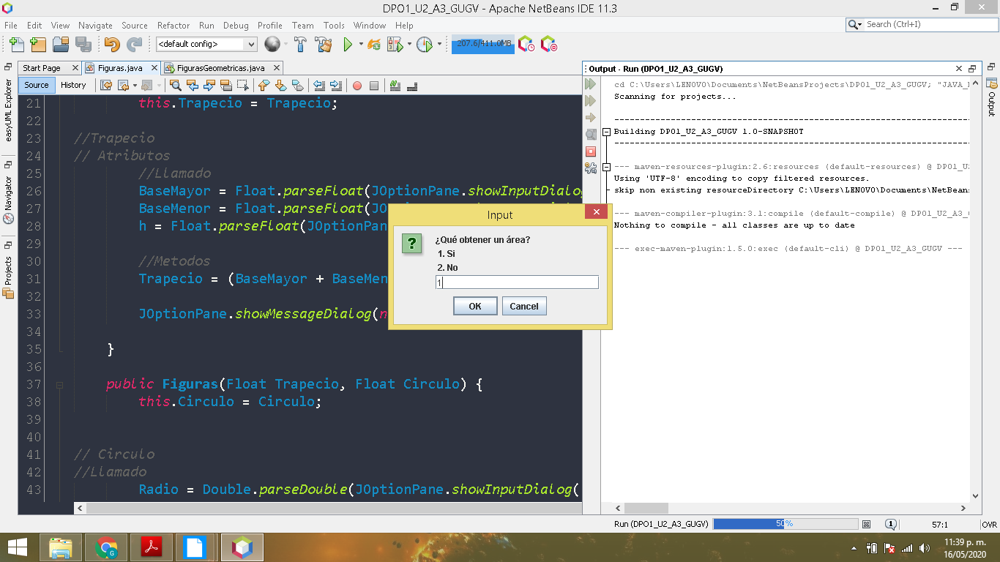 DPO1_U2_A3_GUGV - Apache NetBeans IDE 11.3
File Edit View Navigate Source Refactor Run Debug Profile Team Tools Window Help
Search (Ctrl+I)
<default config>
207.6/411.0MB
Start Page Figuras.java FigurasGeometricas.java
Source History
easyUML Explorer
Navigator
Projects
21 this.Trapecio = Trapecio;
22
23 //Trapecio
24 // Atributos
25 //Llamado
26 BaseMayor = Float.parseFloat(JOptionPane.showInputDialog
27 BaseMenor = Float.parseFloat(JO
28 h = Float.parseFloat(JOptionPan
29
30 //Metodos
31 Trapecio = (BaseMayor + BaseMen
32
33 JOptionPane.showMessageDialog(n
34
35 }
36
37 public Figuras(Float Trapecio, Float Circulo) {
38 this.Circulo = Circulo;
39
40
41 // Circulo
42 //Llamado
43 Radio = Double.parseDouble(JOptionPane.showInputDialog(
Input
¿Qué obtener un área?
1. Si
2. No
1
OK Cancel
Output - Run (DPO1_U2_A3_GUGV)
cd C:\Users\LENOVO\Documents\NetBeansProjects\DPO1_U2_A3_GUGV; "JAVA_
Scanning for projects...
Building DPO1_U2_A3_GUGV 1.0-SNAPSHOT
--- maven-resources-plugin:2.6:resources (default-resources) @ DPO1_U2
Using 'UTF-8' encoding to copy filtered resources.
skip non existing resourceDirectory C:\Users\LENOVO\Documents\NetBeans
--- maven-compiler-plugin:3.1:compile (default-compile) @ DPO1_U2_A3_G
Nothing to compile - all classes are up to date
--- exec-maven-plugin:1.5.0:exec (default-cli) @ DPO1_U2_A3_GUGV ---
Output
Run (DPO1_U2_A3_GUGV) 50% 1 57:1 OVR
11:39 p. m.
16/05/2020